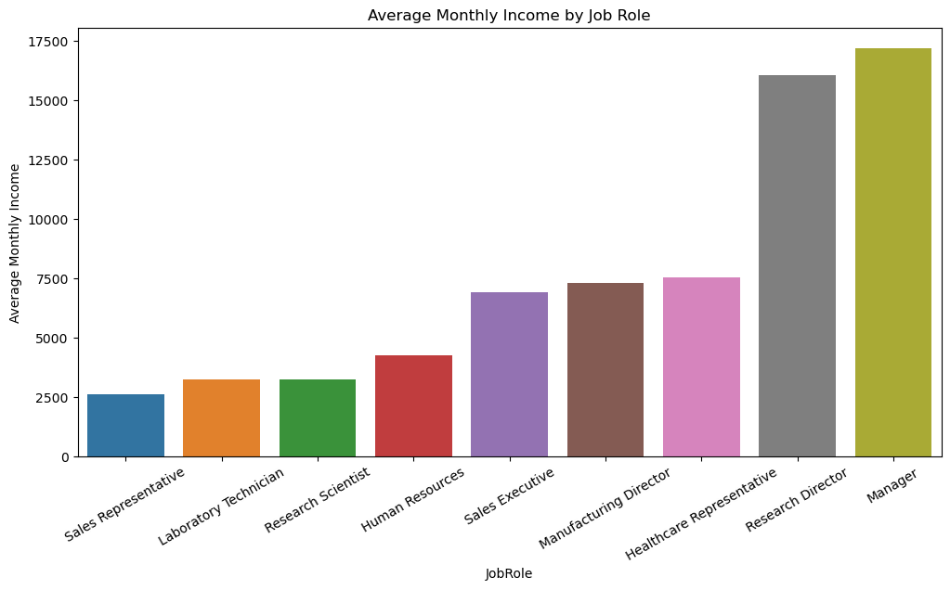 Average Monthly Income by Job Role
Average Monthly Income
17500
15000
12500
10000
7500
5000
2500
0
Sales Representative
Laboratory Technician
Research Scientist
Human Resources
Sales Executive
Manufacturing Director
Healthcare Representative
Research Director
Manager
JobRole